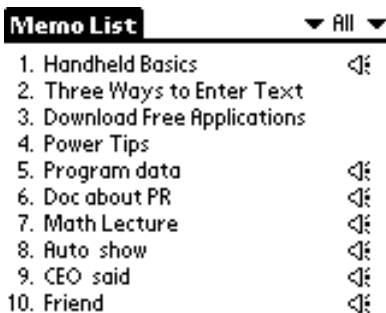 Memo List All
1. Handheld Basics
2. Three Ways to Enter Text
3. Download Free Applications
4. Power Tips
5. Program data
6. Doc about PR
7. Math Lecture
8. Auto show
9. CEO said
10. Friend